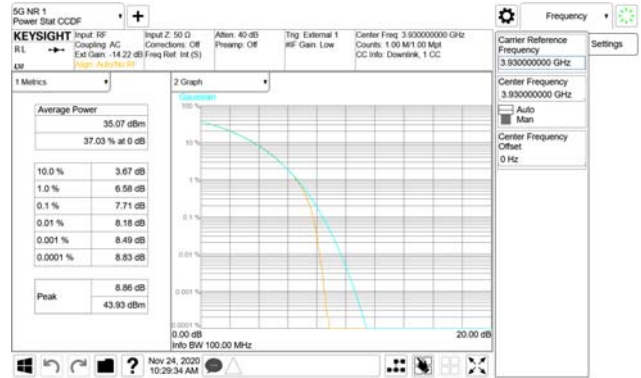 5G NR 1
Power Stat CCDF
Frequency
KEYSIGHT
Input: RF
Input Z: 50 Ω
Atten: 40 dB
Trig: External 1
Center Freq: 3.930000000 GHz
RL
Coupling: AC
Corrections: Off
Preamp: Off
#IF Gain: Low
Counts: 1.00 M/1.00 Mpt
Ext Gain: -14.22 dB
Freq Ref: Int (S)
CC Info: Downlink, 1 CC
Align: Auto/No RF
Carrier Reference
Frequency
3.930000000 GHz
Settings
Center Frequency
3.930000000 GHz
Auto
Man
Center Frequency
Offset
0 Hz
1 Metrics
2 Graph
Gaussian
Average Power
35.07 dBm
37.03 % at 0 dB
10.0 % 3.67 dB
1.0 % 6.58 dB
0.1 % 7.71 dB
0.01 % 8.18 dB
0.001 % 8.49 dB
0.0001 % 8.83 dB
Peak
8.86 dB
43.93 dBm
100 %
10 %
1 %
0.1 %
0.01 %
0.001 %
0.0001 %
0.00 dB
20.00 dB
Info BW 100.00 MHz
?
Nov 24, 2020
10:29:34 AM